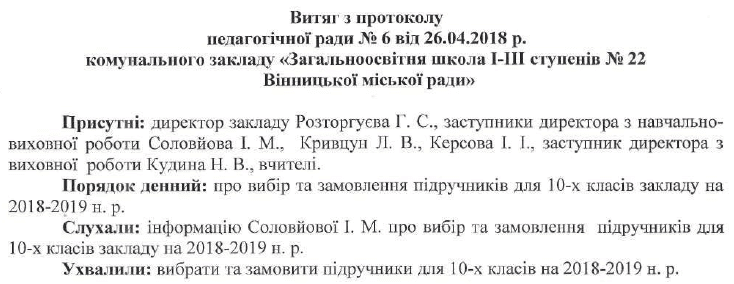 Витяг з протоколу
педагогічної ради № 6 від 26.04.2018 р.
комунального закладу «Загальноосвітня школа І-ІІІ ступенів № 22
Вінницької міської ради»
Присутні: директор закладу Розторгуєва Г. С., заступники директора з навчально-
виховної роботи Соловйова І. М., Кривцун Л. В., Керсова І. І., заступник директора з
виховної роботи Кудина Н. В., вчителі.
Порядок денний: про вибір та замовлення підручників для 10-х класів закладу на
2018-2019 н. р.
Слухали: інформацію Соловйової І. М. про вибір та замовлення підручників для
10-х класів закладу на 2018-2019 н. р.
Ухвалили: вибрати та замовити підручники для 10-х класів на 2018-2019 н. р.